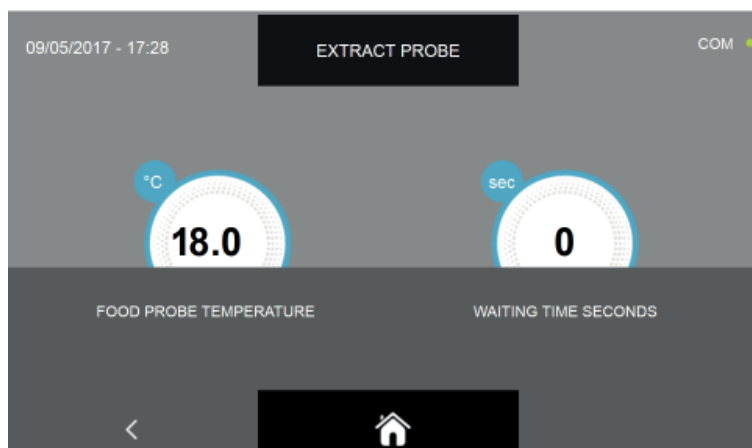 09/05/2017 - 17:28
EXTRACT PROBE
COM
°C
sec
18.0
0
FOOD PROBE TEMPERATURE
WAITING TIME SECONDS